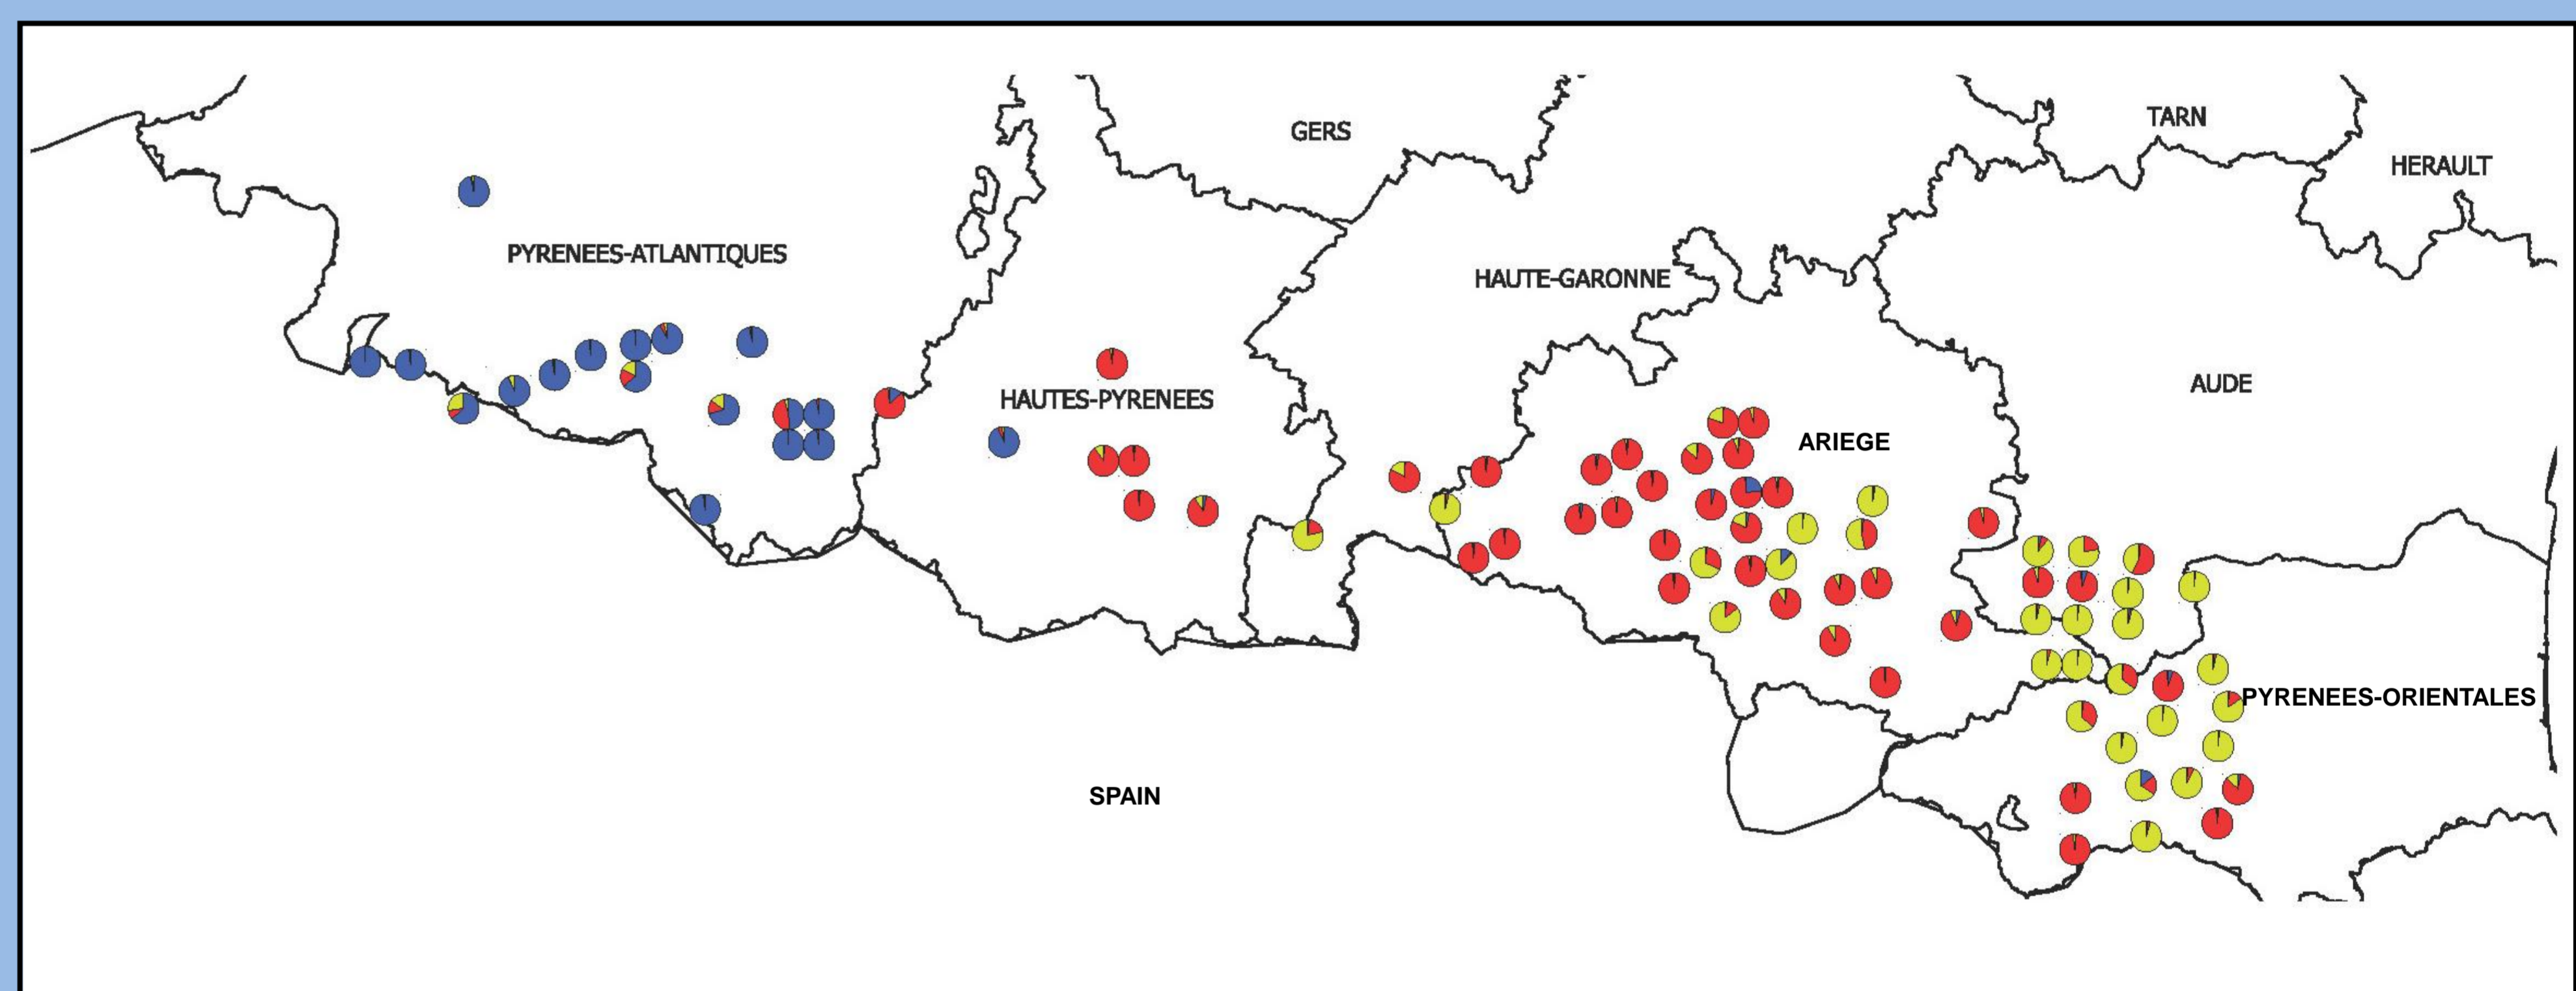 GERS
TARN
HERAULT
PYRENEES-ATLANTIQUES
HAUTE-GARONNE
HAUTES-PYRENEES
AUDE
ARIEGE
PYRENEES-ORIENTALES
SPAIN